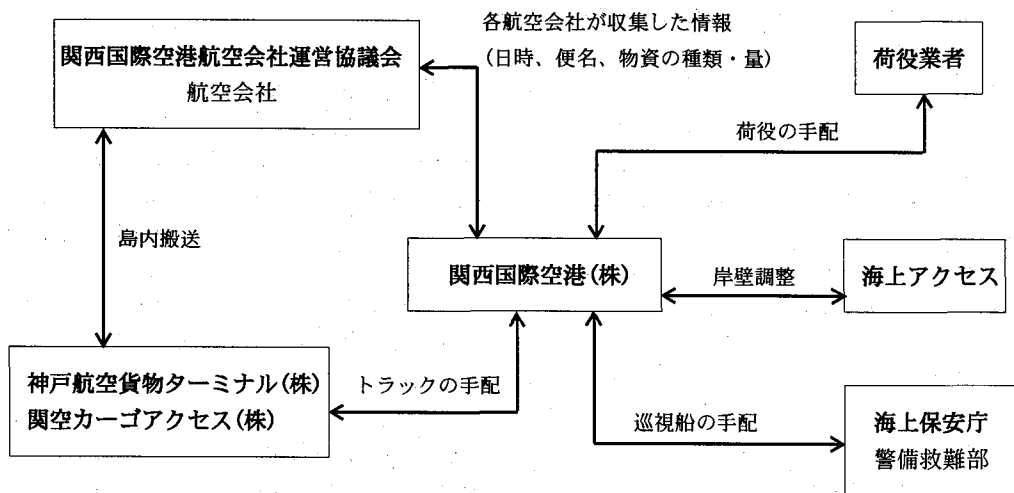 各航空会社が収集した情報
(日時、便名、物資の種類・量)
関西国際空港航空会社運営協議会
航空会社
荷役業者
荷役の手配
島内搬送
関西国際空港(株)
岸壁調整
海上アクセス
神戸航空貨物ターミナル(株)
関空カーゴアクセス(株)
トラックの手配
巡視船の手配
海上保安庁
警備救難部